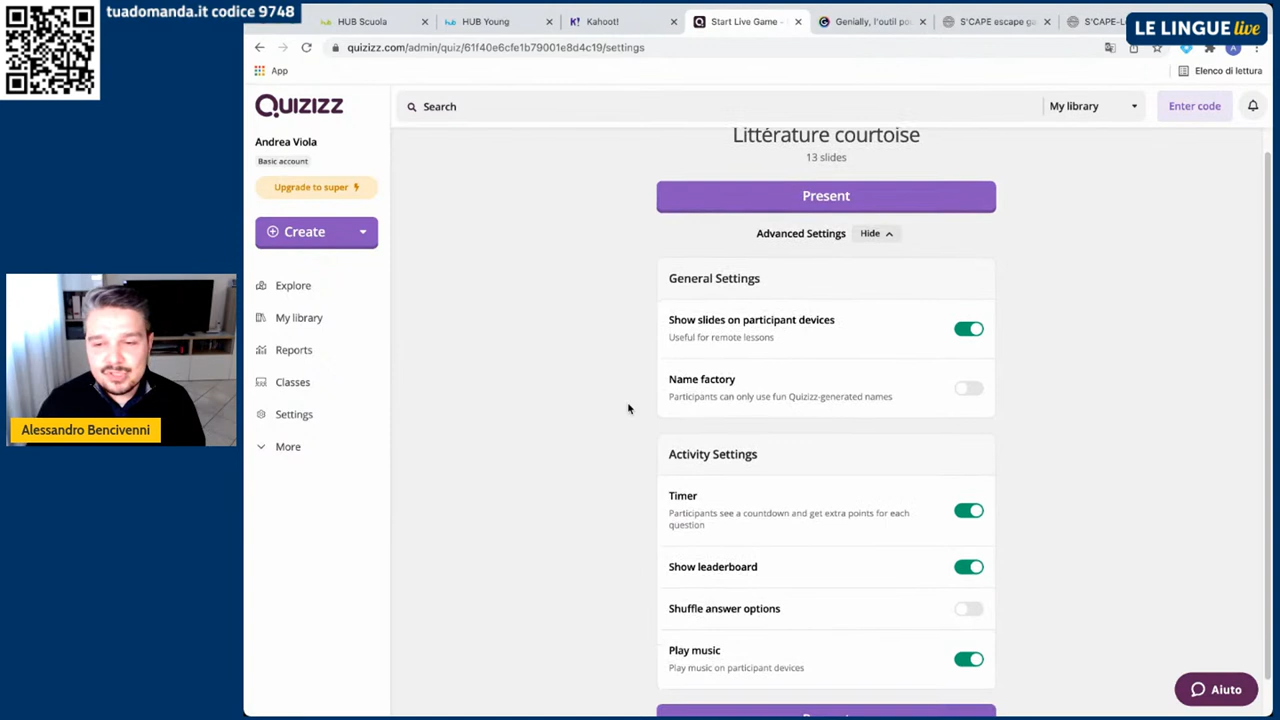 tuadomanda.it codice 9748
HUB Scuola
HUB Young
Kahoot!
Start Live Game -
Genially, l'outil po
S'CAPE escape ga
S'CAPE-L
LE LINGUE live
quizizz.com/admin/quiz/61f40e6cfe1b79001e8d4c19/settings
App
Elenco di lettura
QUIZIZZ
Search
My library
Enter code
Andrea Viola
Basic account
Upgrade to super
Create
Explore
My library
Reports
Classes
Settings
More
Alessandro Bencivenni
Littérature courtoise
13 slides
Present
Advanced Settings Hide
General Settings
Show slides on participant devices
Useful for remote lessons
Name factory
Participants can only use fun Quizizz-generated names
Activity Settings
Timer
Participants see a countdown and get extra points for each
question
Show leaderboard
Shuffle answer options
Play music
Play music on participant devices
Aiuto